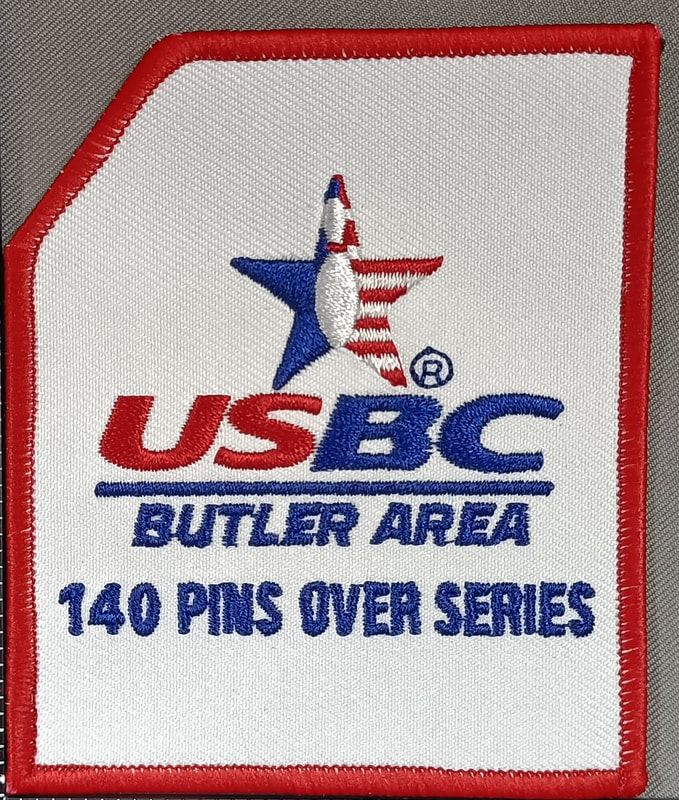 ®
USBC
BUTLER AREA
140 PINS OVER SERIES